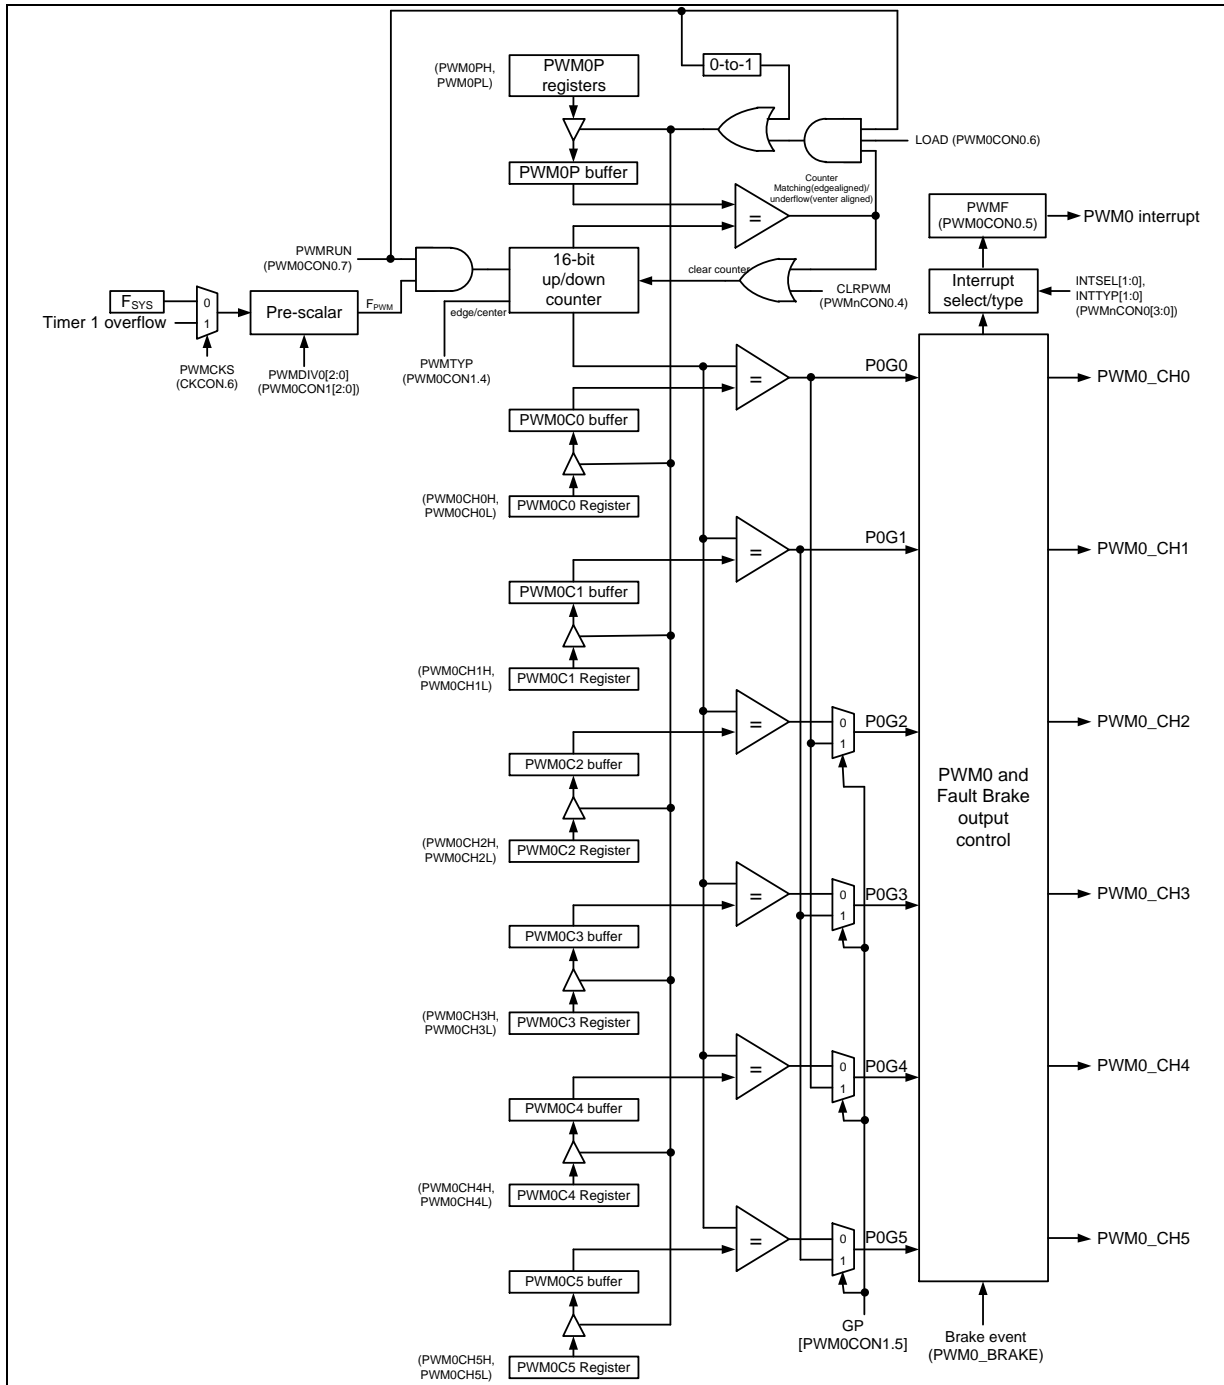 (PWM0PH,
PWM0PL)
PWM0P
registers
0-to-1
LOAD (PWM0CON0.6)
PWM0P buffer
Counter
Matching(edgealigned)/
underflow(venter aligned)
=
PWMF
(PWM0CON0.5)
PWM0 interrupt
PWMRUN
(PWM0CON0.7)
16-bit
up/down
counter
clear counter
CLRPWM
(PWMnCON0.4)
Interrupt
select/type
INTSEL[1:0],
INTTYP[1:0]
(PWMnCON0[3:0])
FSYS
Timer 1 overflow
0
1
Pre-scalar
FPWM
edge/center
PWMCKS
(CKCON.6)
PWMDIV0[2:0]
(PWM0CON1[2:0])
PWMTYP
(PWM0CON1.4)
=
P0G0
PWM0_CH0
PWM0C0 buffer
(PWM0CH0H,
PWM0CH0L)
PWM0C0 Register
=
P0G1
PWM0_CH1
PWM0C1 buffer
(PWM0CH1H,
PWM0CH1L)
PWM0C1 Register
=
0
1
P0G2
PWM0_CH2
PWM0C2 buffer
(PWM0CH2H,
PWM0CH2L)
PWM0C2 Register
PWM0 and
Fault Brake
output
control
=
0
1
P0G3
PWM0_CH3
PWM0C3 buffer
(PWM0CH3H,
PWM0CH3L)
PWM0C3 Register
=
0
1
P0G4
PWM0_CH4
PWM0C4 buffer
(PWM0CH4H,
PWM0CH4L)
PWM0C4 Register
=
0
1
P0G5
PWM0_CH5
PWM0C5 buffer
(PWM0CH5H,
PWM0CH5L)
PWM0C5 Register
GP
[PWM0CON1.5]
Brake event
(PWM0_BRAKE)